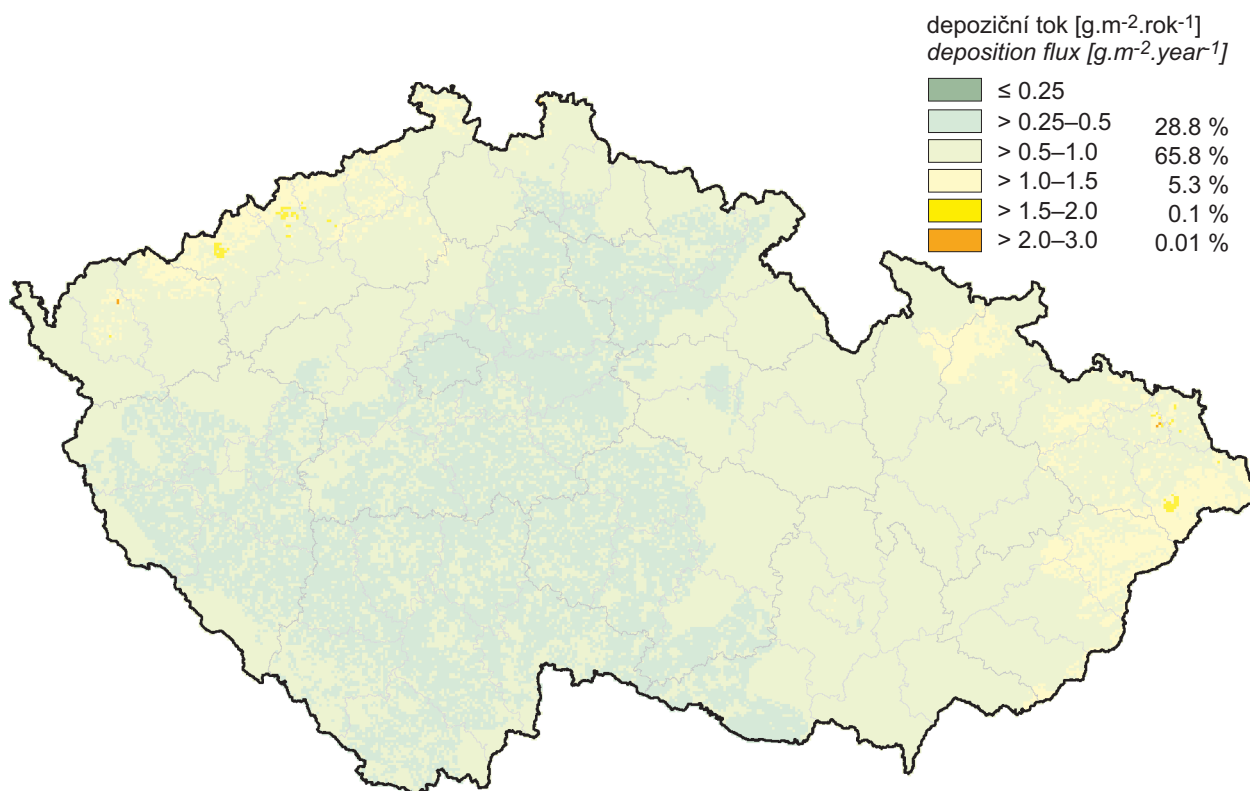 depoziční tok [g.m-2.rok-1]
deposition flux [g.m-2.year-1]
≤ 0.25
> 0.25–0.5 28.8 %
> 0.5–1.0 65.8 %
> 1.0–1.5 5.3 %
> 1.5–2.0 0.1 %
> 2.0–3.0 0.01 %